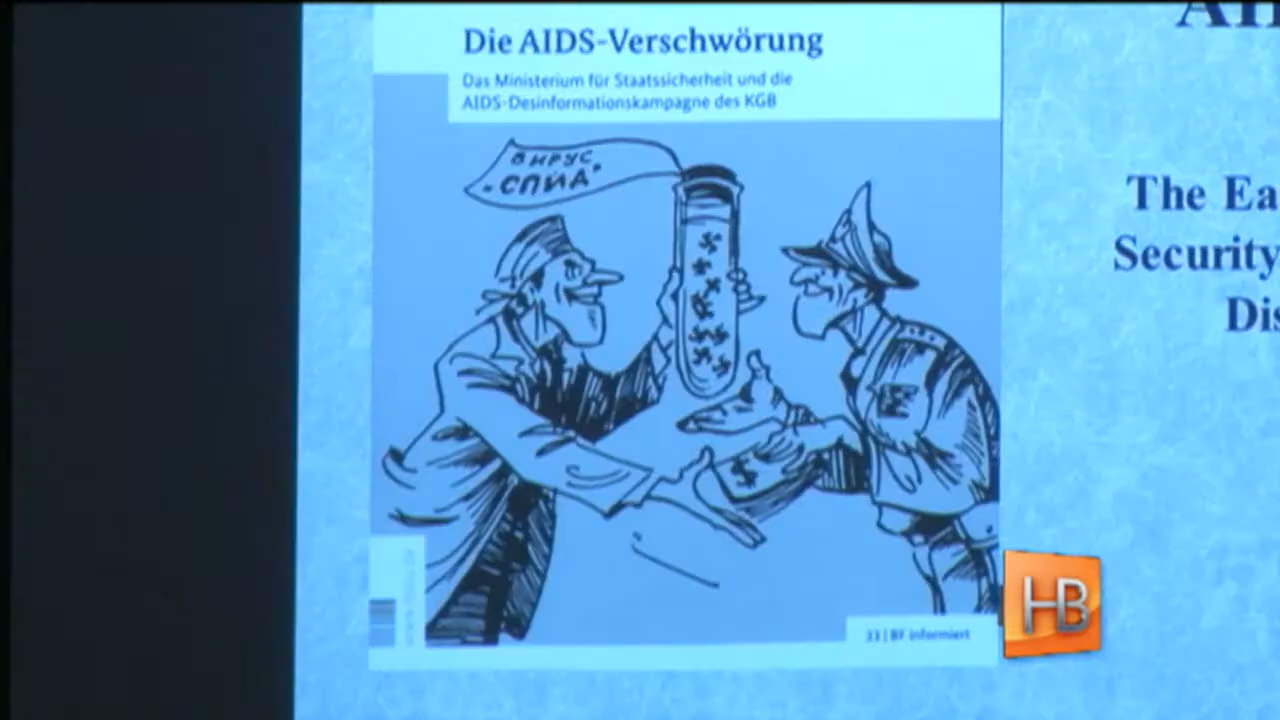 Die AIDS-Verschwörung
Das Ministerium für Staatssicherheit und die
AIDS-Desinformationskampagne des KGB
ВИРУС
"СПИД"
$
33 | BF informiert
The Ea
Security
Dis
HB